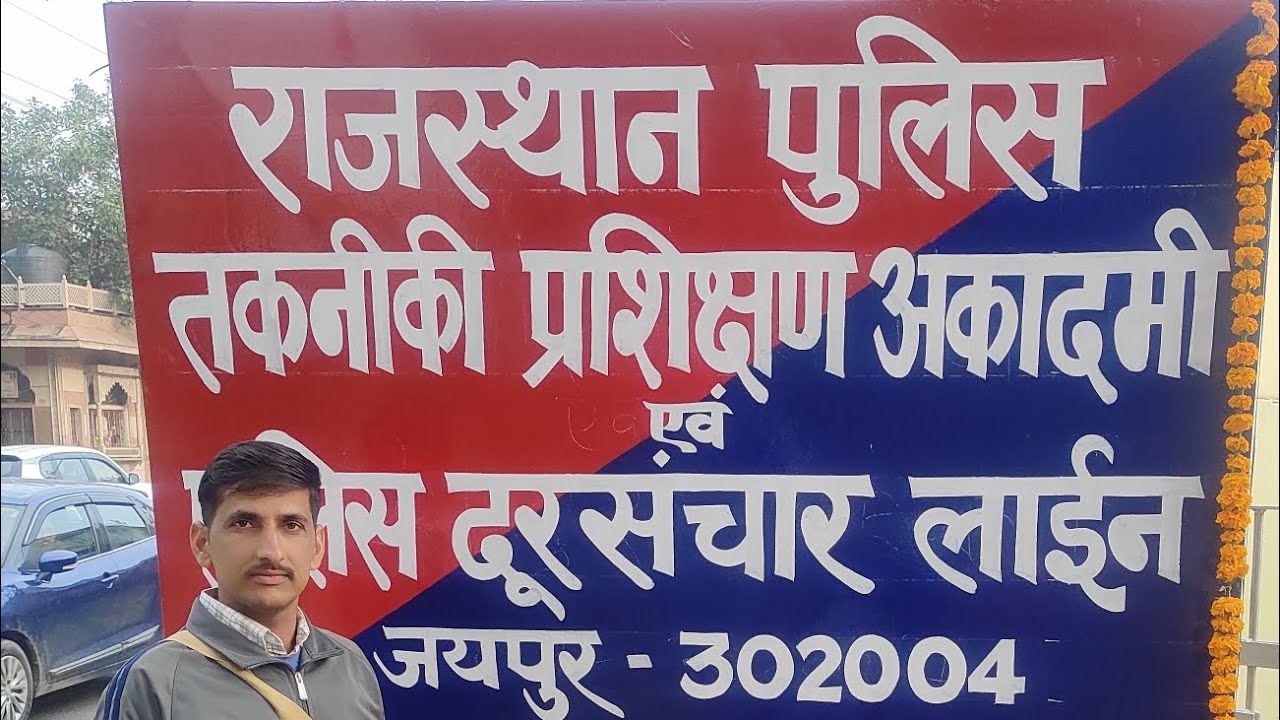 राजस्थान पुलिस
तकनीकी प्रशिक्षण अकादमी
एवं
पुलिस दूरसंचार लाईन
जयपुर - 302004